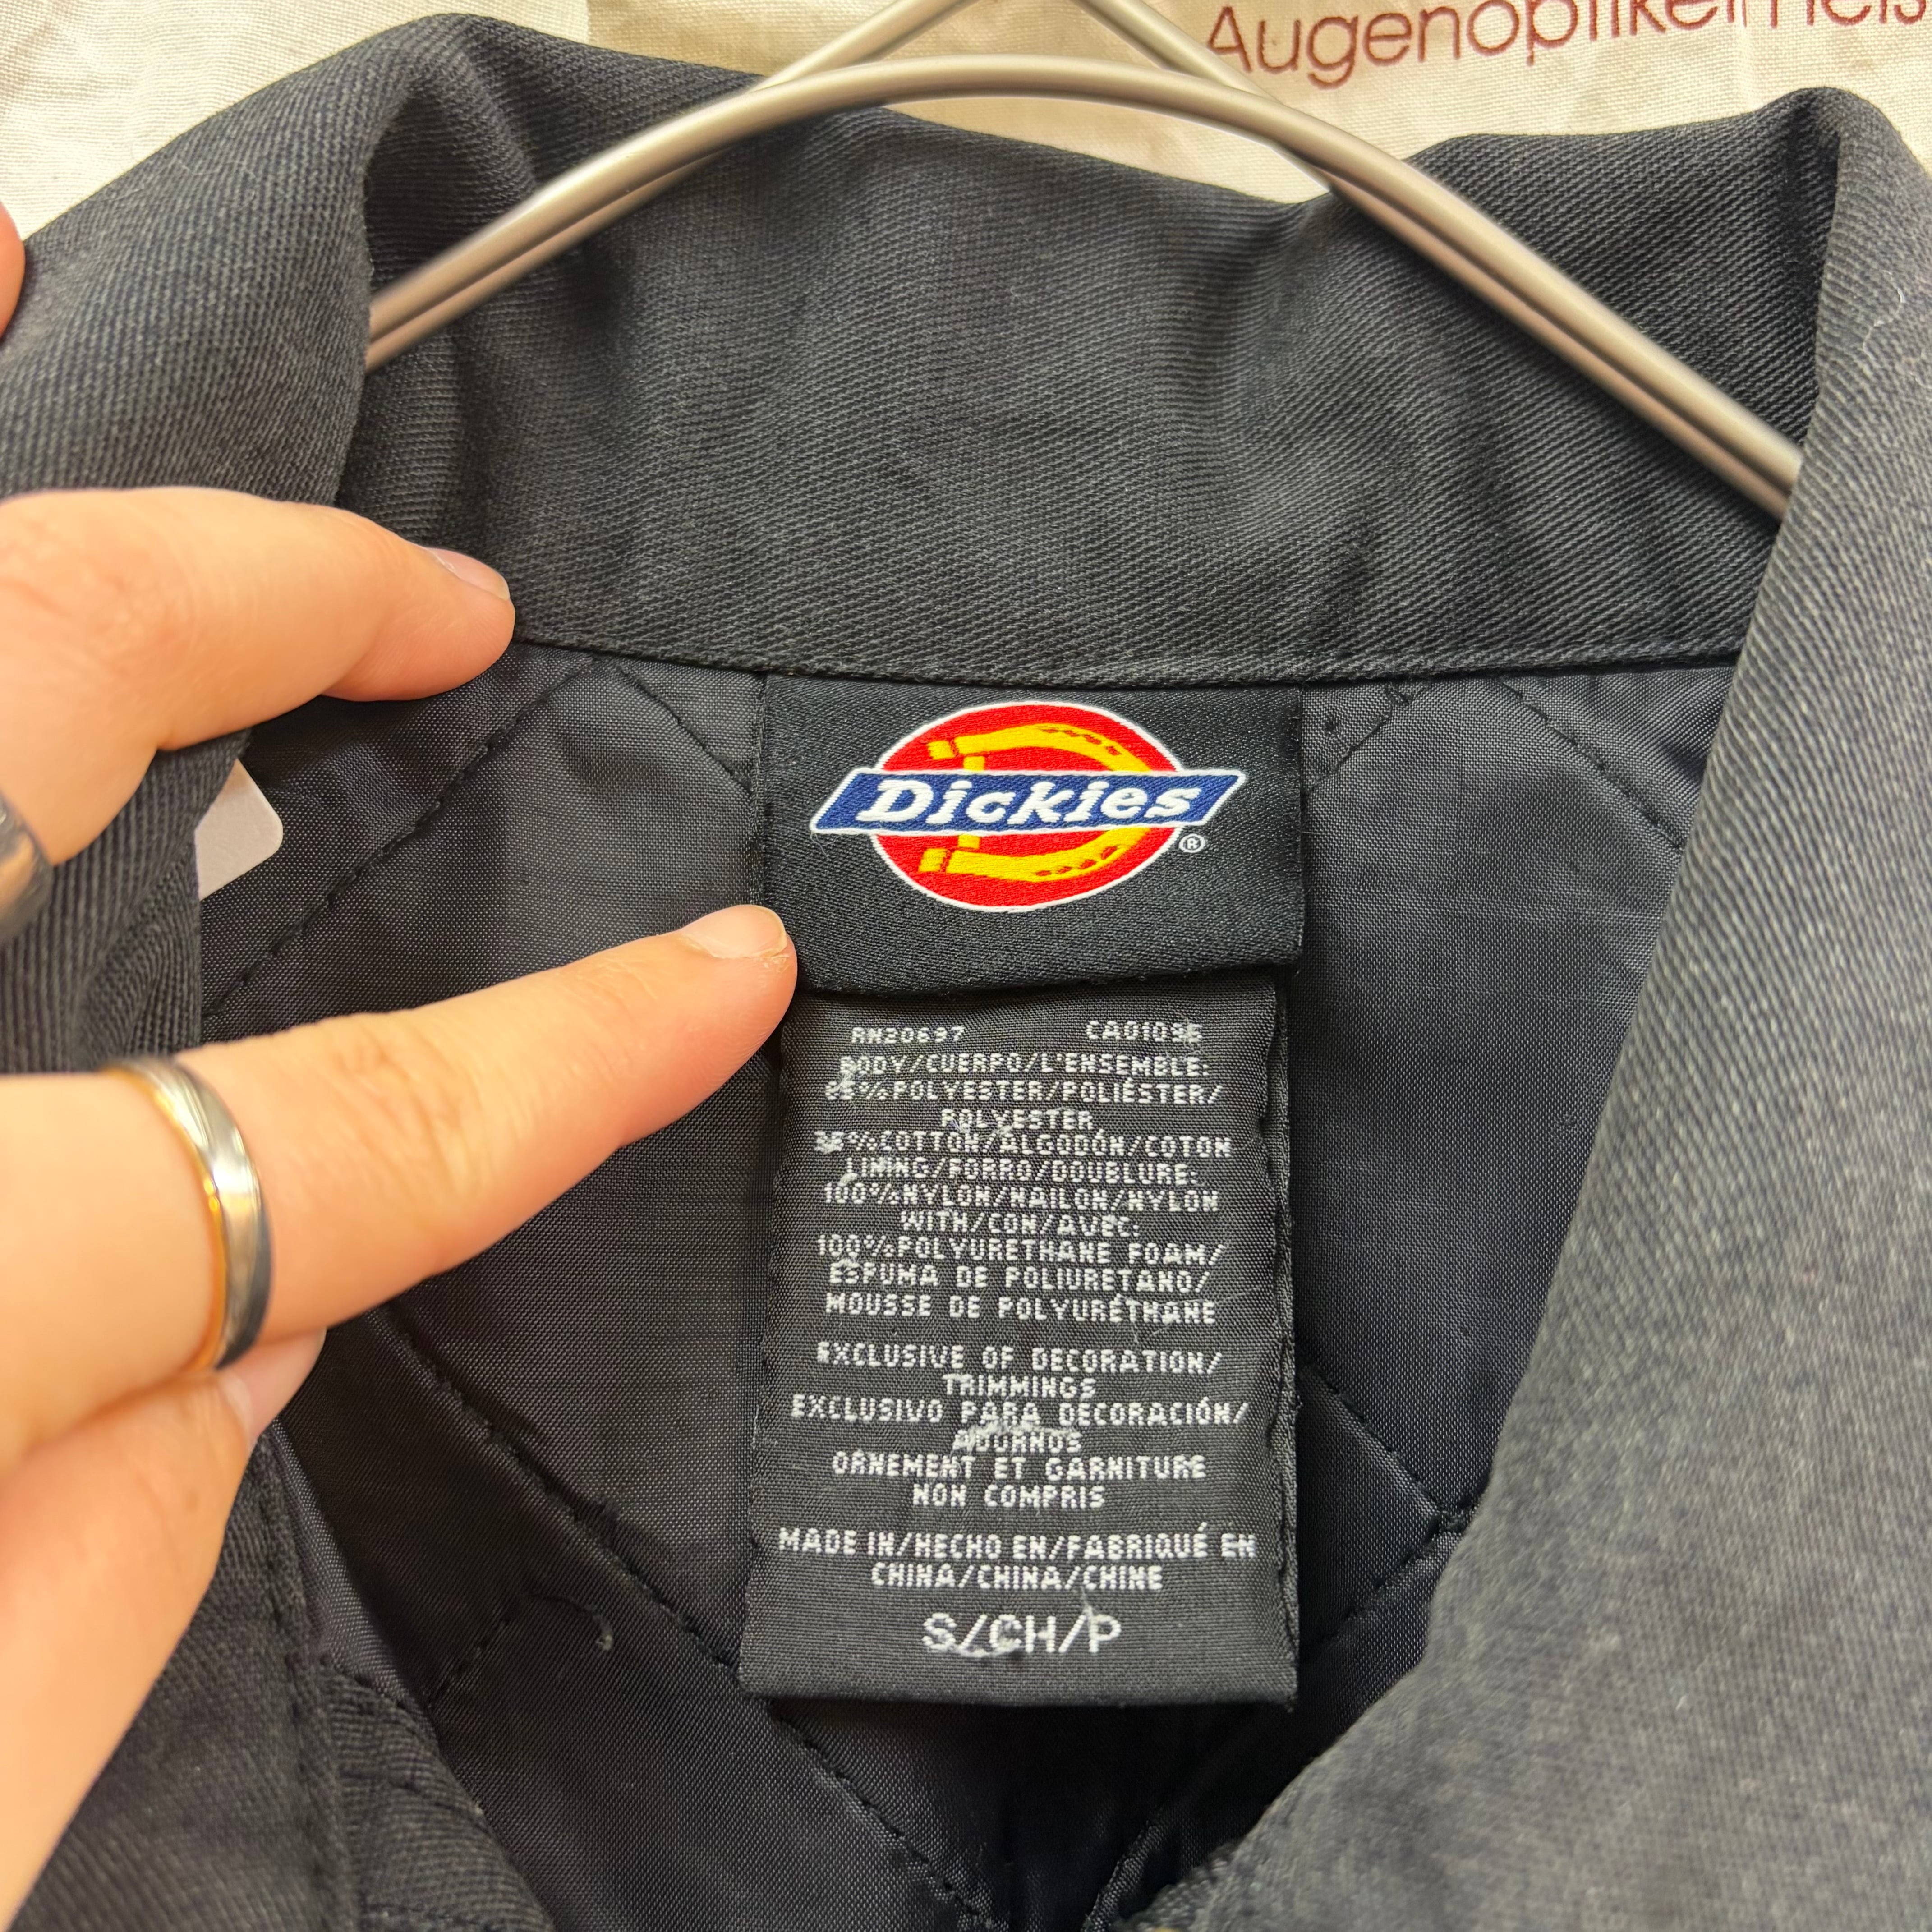 Dickies ®
RN20697 CA01035
BODY/CUERPO/L'ENSEMBLE:
65%POLYESTER/POLIÉSTER/
POLYESTER
35%COTTON/ALGODÓN/COTON
LINING/FORRO/DOUBLURE:
100%NYLON/NAILON/NYLON
WITH/CON/AVEC:
100%POLYURETHANE FOAM/
ESPUMA DE POLIURETANO/
MOUSSE DE POLYURÉTHANE
EXCLUSIVE OF DECORATION/
TRIMMINGS
EXCLUSIVO PARA DECORACIÓN/
ADORNOS
ORNEMENT ET GARNITURE
NON COMPRIS
MADE IN/HECHO EN/FABRIQUÉ EN
CHINA/CHINA/CHINE
S/CH/P